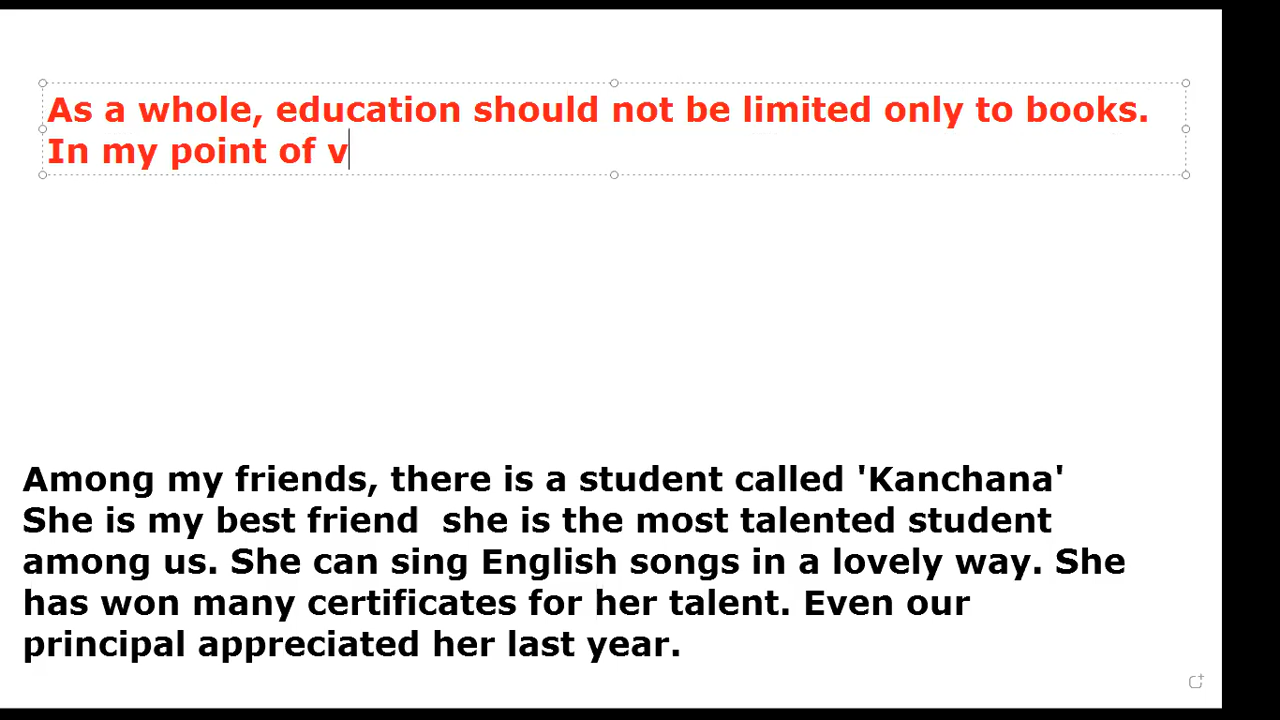 As a whole, education should not be limited only to books.
In my point of v
Among my friends, there is a student called 'Kanchana'
She is my best friend  she is the most talented student
among us. She can sing English songs in a lovely way. She
has won many certificates for her talent. Even our
principal appreciated her last year.